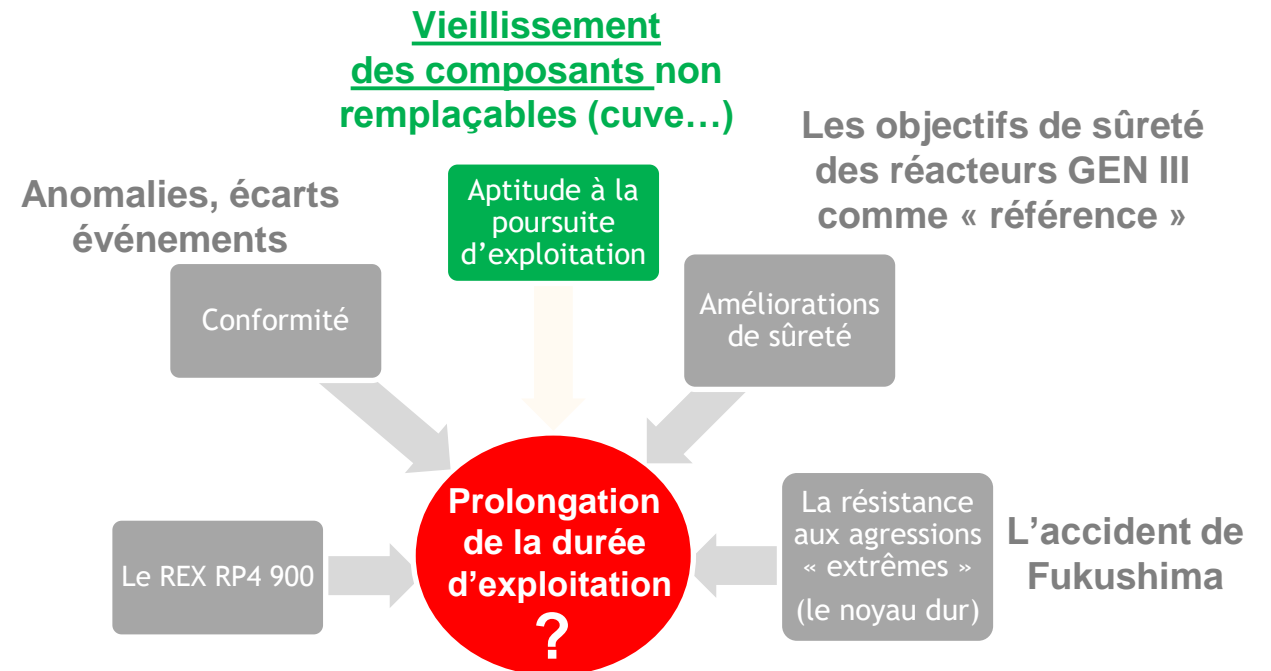 Vieillissement
des composants non
remplaçables (cuve…)
Les objectifs de sûreté
des réacteurs GEN III
comme « référence »
Anomalies, écarts
événements
Aptitude à la
poursuite
d’exploitation
Conformité
Améliorations
de sûreté
Prolongation
de la durée
d’exploitation
?
Le REX RP4 900
La résistance
aux agressions
« extrêmes »
(le noyau dur)
L’accident de
Fukushima